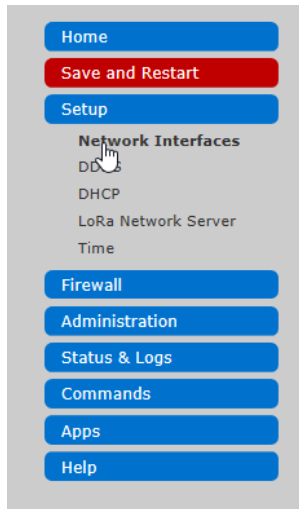 Home
Save and Restart
Setup
Network Interfaces
DHCP
LoRa Network Server
Time
Firewall
Administration
Status & Logs
Commands
Apps
Help